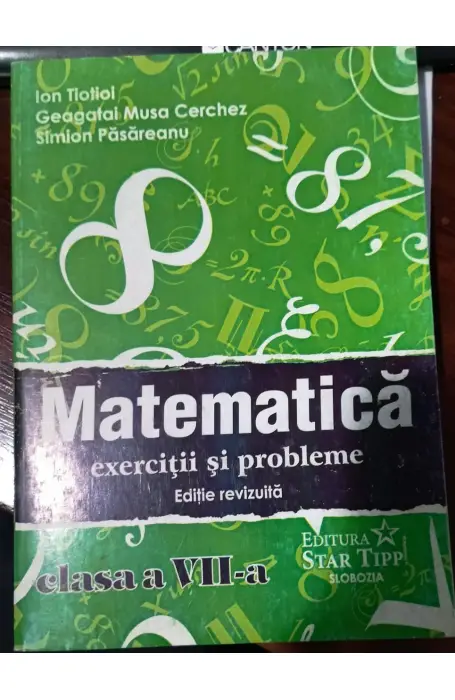 Ion Tiotioi
Geagatai Musa Cerchez
Simion Păsăreanu
Matematică
exerciţii şi probleme
Ediţie revizuită
clasa a VII-a
EDITURA
STAR TIPP
SLOBOZIA